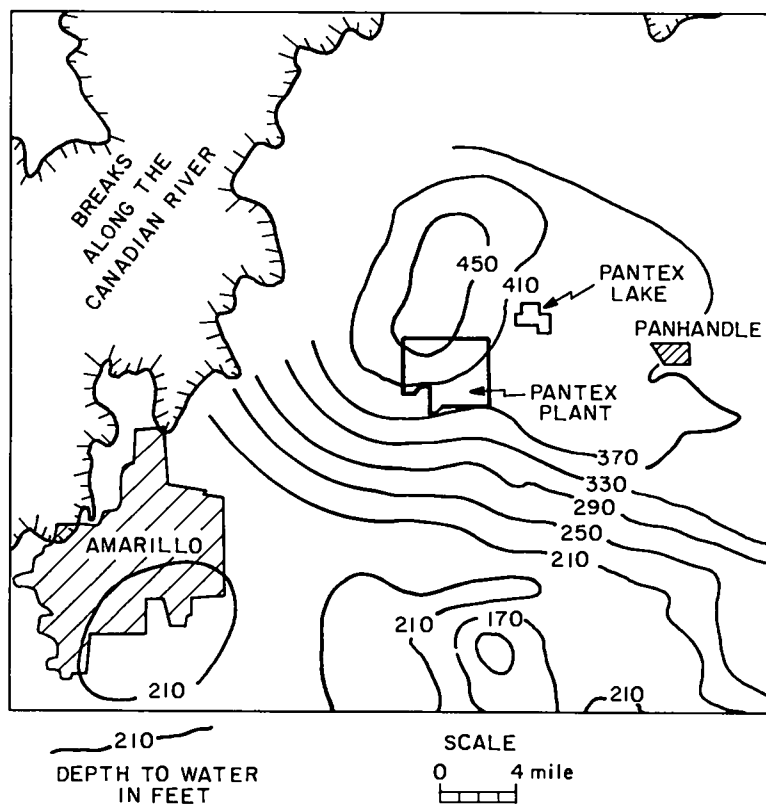 BREAKS
ALONG THE
CANADIAN RIVER
450
410
PANTEX
LAKE
PANHANDLE
PANTEX
PLANT
370
330
290
250
210
AMARILLO
210
170
210
210
210
DEPTH TO WATER
IN FEET
SCALE
0 4 mile